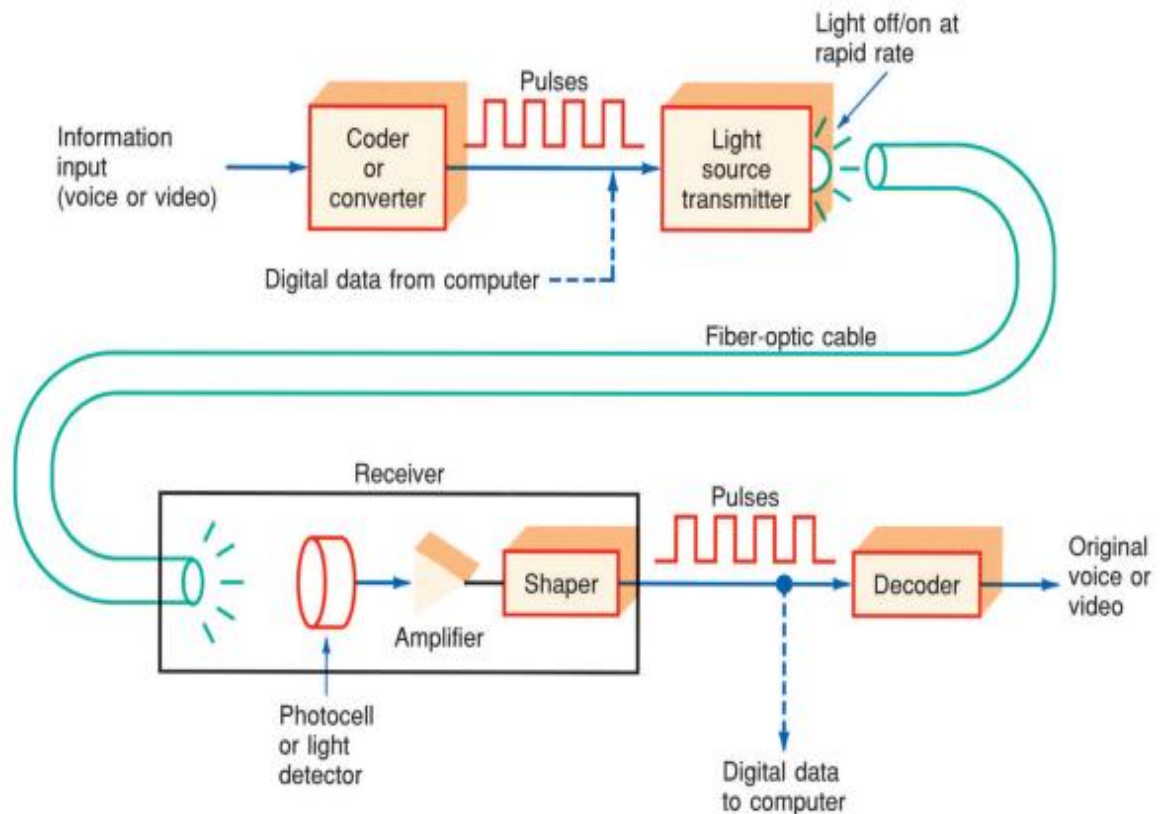 Light off/on at
rapid rate
Pulses
Information
input
(voice or video)
Coder
or
converter
Light
source
transmitter
Digital data from computer
Fiber-optic cable
Receiver
Pulses
Shaper
Decoder
Original
voice or
video
Amplifier
Photocell
or light
detector
Digital data
to computer